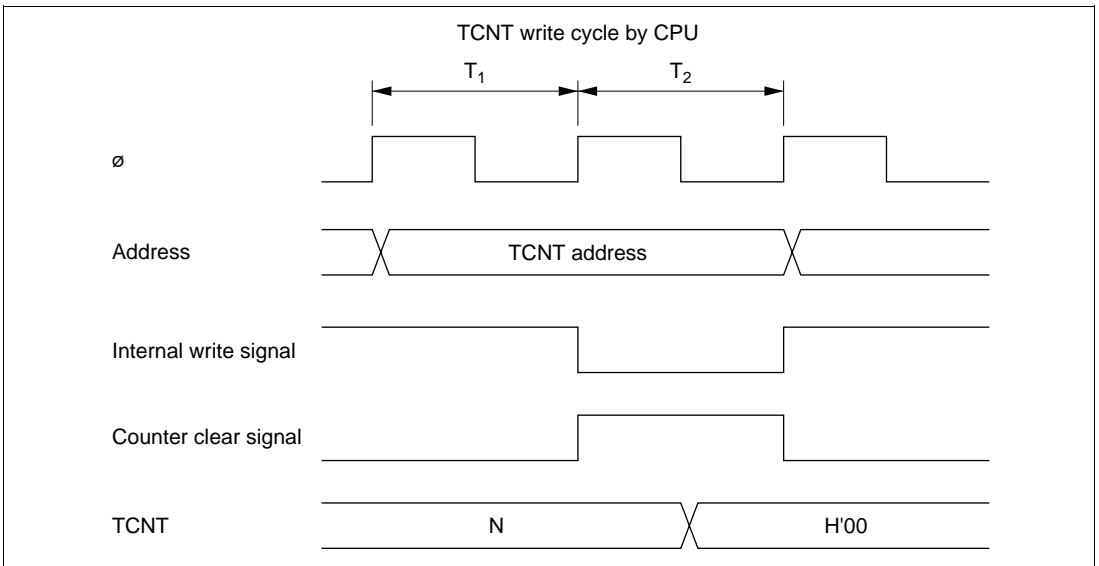 TCNT write cycle by CPU
T1 T2
ø
Address TCNT address
Internal write signal
Counter clear signal
TCNT N H'00